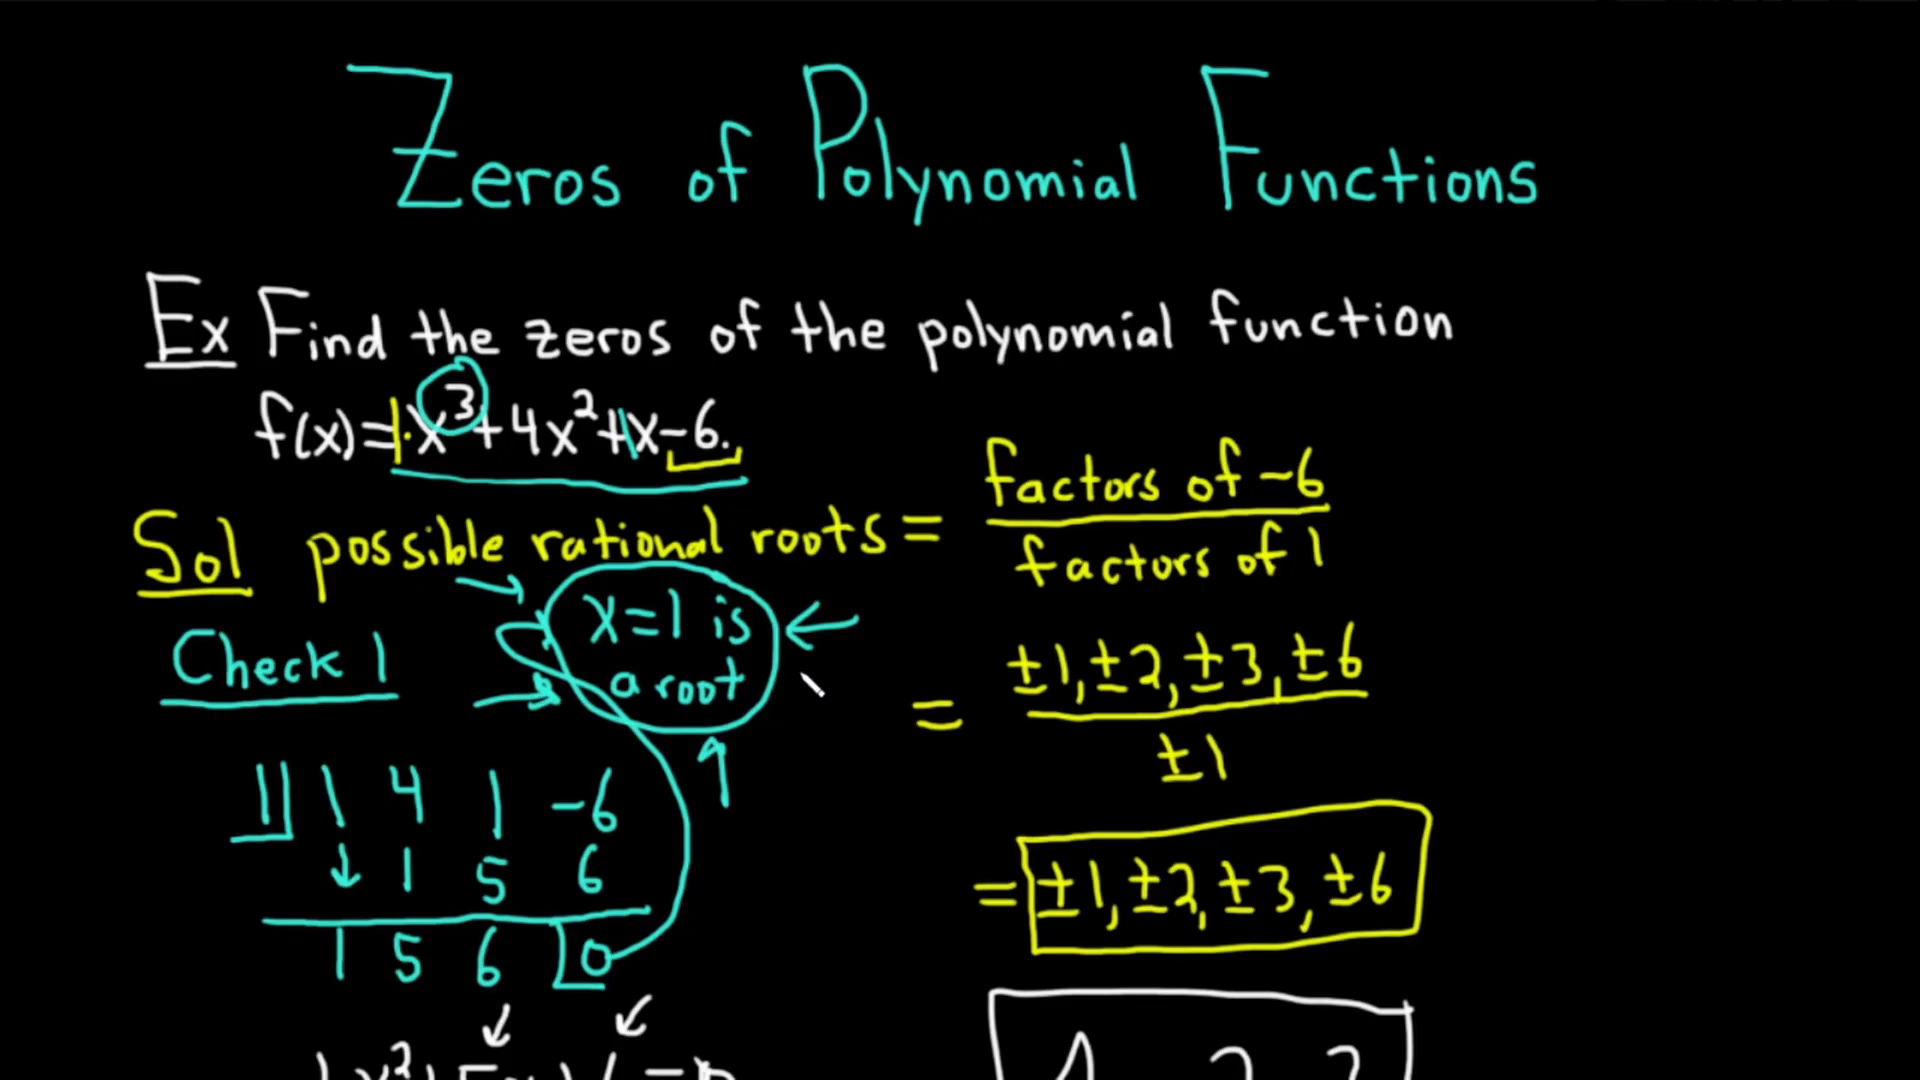 Zeros of Polynomial Functions
Ex Find the zeros of the polynomial function
f(x)=1·x³+4x²+1x-6.
Sol possible rational roots = factors of -6 / factors of 1
Check 1
x=1 is
a root
= ±1, ±2, ±3, ±6 / ±1
1 | 1 4 1 -6
↓ 1 5 6
1 5 6 0
= ±1, ±2, ±3, ±6